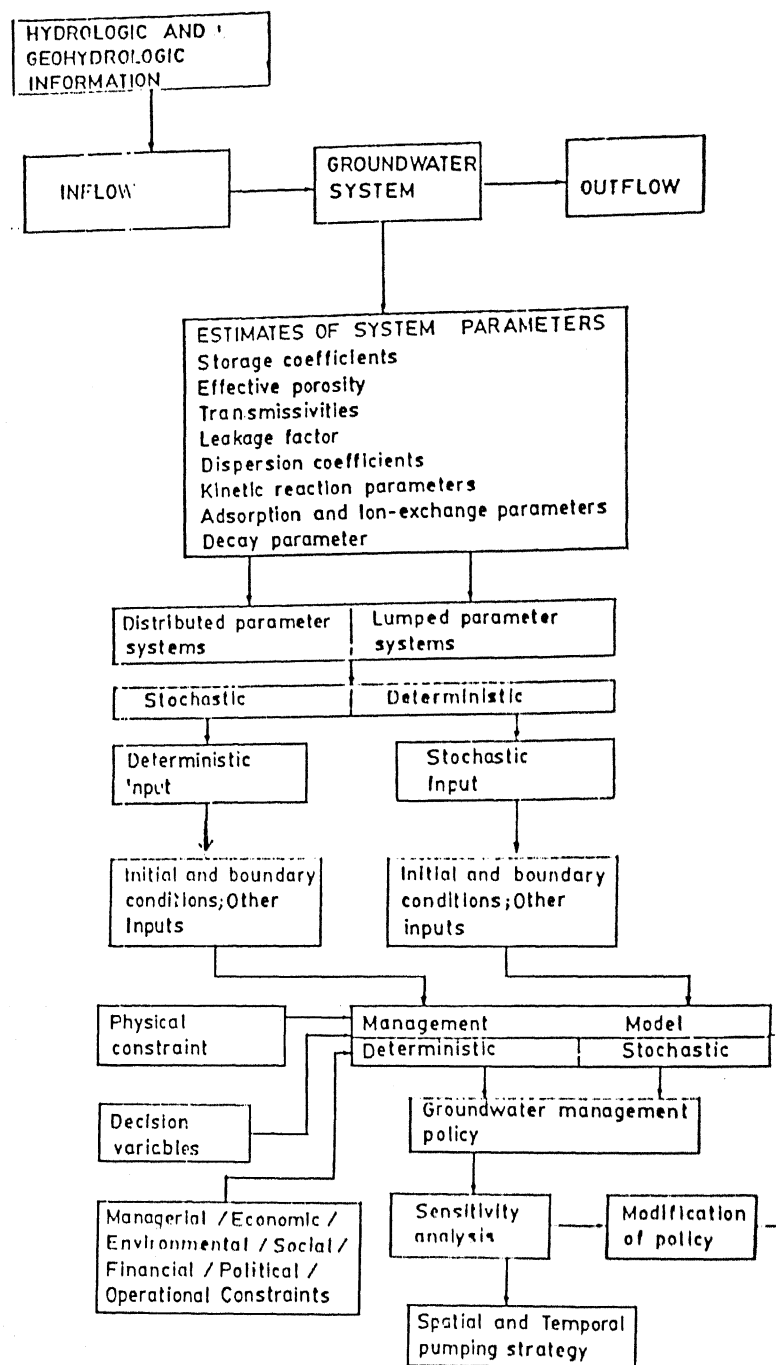 HYDROLOGIC AND
GEOHYDROLOGIC
INFORMATION
INFLOW
GROUNDWATER
SYSTEM
OUTFLOW
ESTIMATES OF SYSTEM PARAMETERS
Storage coefficients
Effective porosity
Transmissivities
Leakage factor
Dispersion coefficients
Kinetic reaction parameters
Adsorption and Ion-exchange parameters
Decay parameter
Distributed parameter
systems
Lumped parameter
systems
Stochastic
Deterministic
Deterministic
Input
Stochastic
Input
Initial and boundary
conditions;Other
Inputs
Initial and boundary
conditions;Other
inputs
Physical
constraint
Management Model
Deterministic
Stochastic
Decision
variables
Groundwater management
policy
Managerial / Economic /
Environmental / Social /
Financial / Political /
Operational Constraints
Sensitivity
analysis
Modification
of policy
Spatial and Temporal
pumping strategy